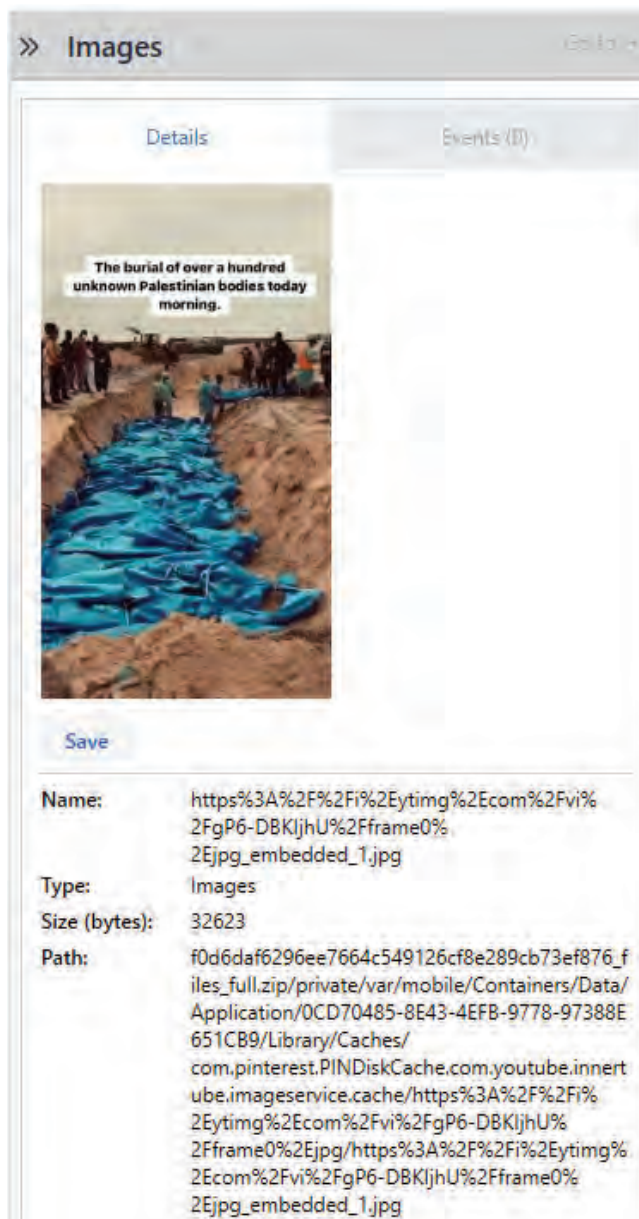 Images
Go to
Details
Events (0)
The burial of over a hundred
unknown Palestinian bodies today
morning.
Save
Name:
https%3A%2F%2Fi%2Eytimg%2Ecom%2Fvi%
2FgP6-DBKIjhU%2Fframe0%
2Ejpg_embedded_1.jpg
Type:
Images
Size (bytes):
32623
Path:
f0d6daf6296ee7664c549126cf8e289cb73ef876_f
iles_full.zip/private/var/mobile/Containers/Data/
Application/0CD70485-8E43-4EFB-9778-97388E
651CB9/Library/Caches/
com.pinterest.PINDiskCache.com.youtube.innert
ube.imageservice.cache/https%3A%2F%2Fi%
2Eytimg%2Ecom%2Fvi%2FgP6-DBKIjhU%
2Fframe0%2Ejpg/https%3A%2F%2Fi%2Eytimg%
2Ecom%2Fvi%2FgP6-DBKIjhU%2Fframe0%
2Ejpg_embedded_1.jpg